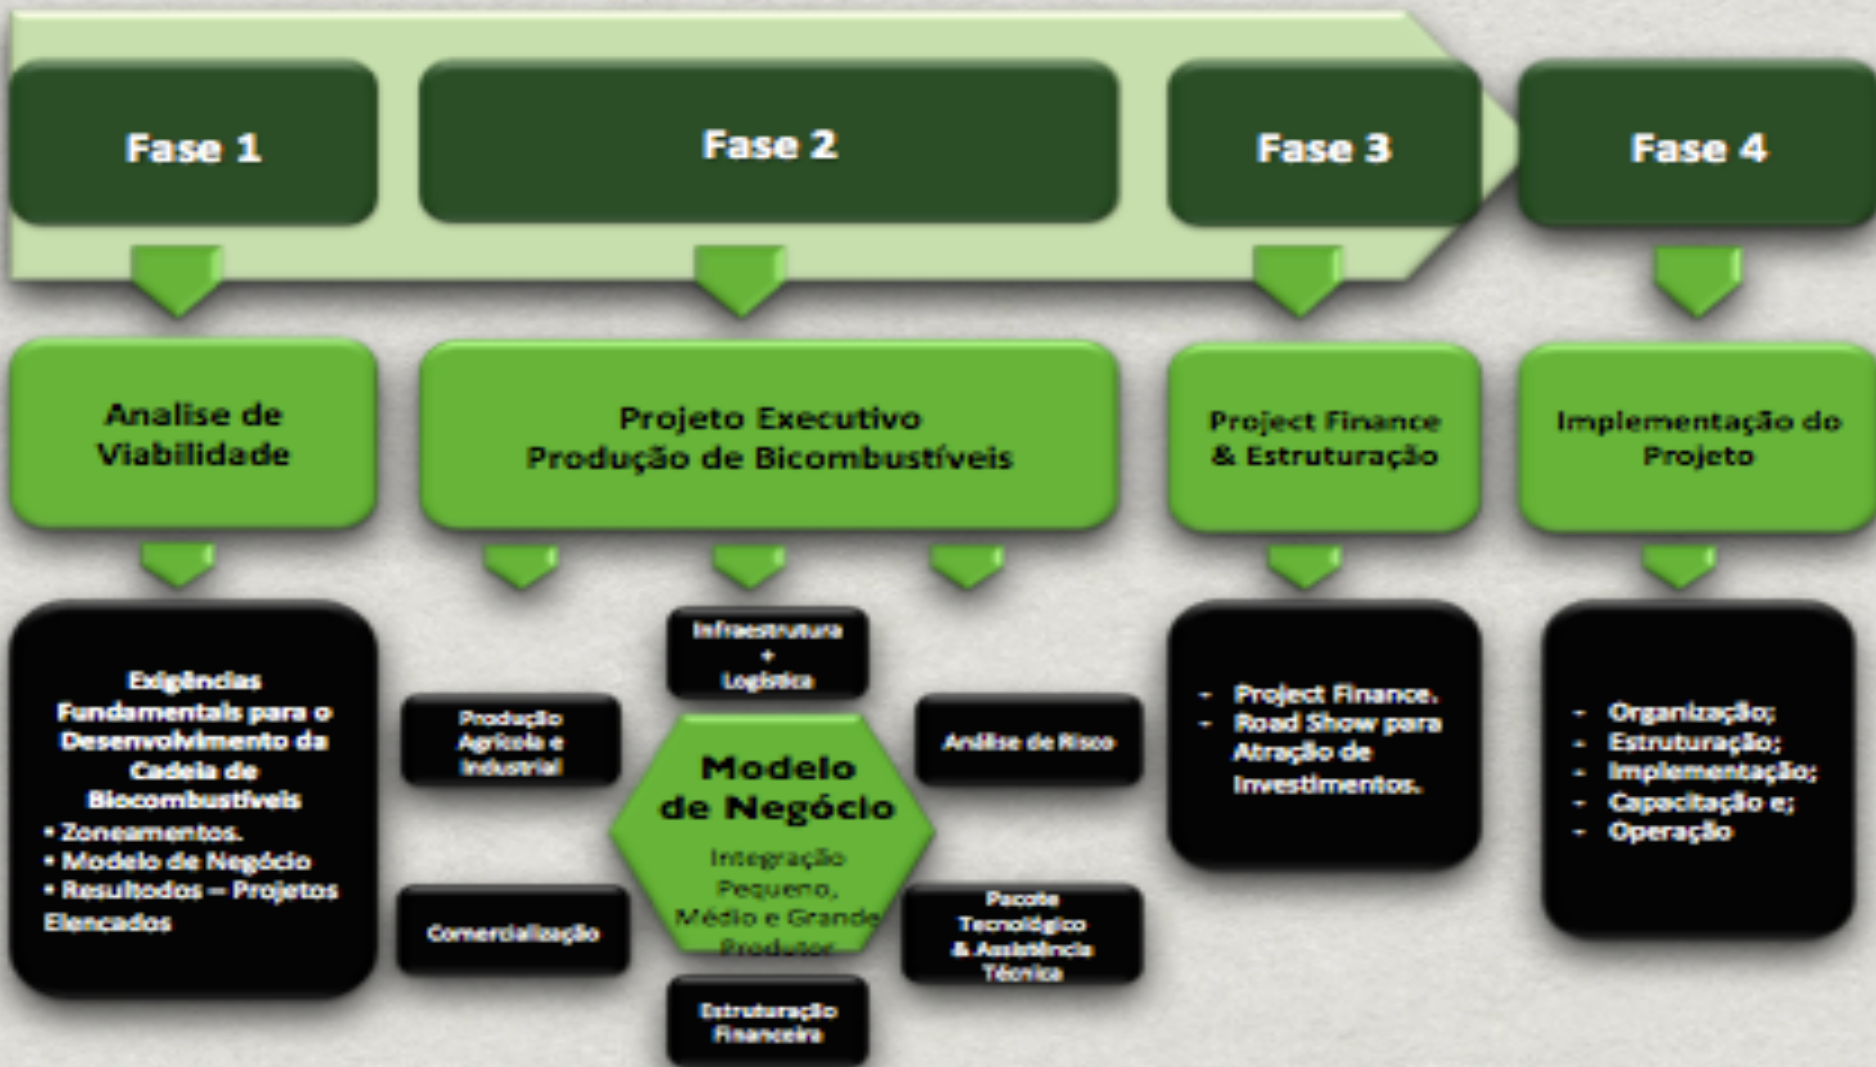 Fase 1
Fase 2
Fase 3
Fase 4
Analise de
Viabilidade
Projeto Executivo
Produção de Bicombustíveis
Project Finance
& Estruturação
Implementação do
Projeto
Exigências
Fundamentais para o
Desenvolvimento da
Cadeia de
Biocombustíveis
• Zoneamentos.
• Modelo de Negócio
• Resultodos – Projetos
Elencados
Infraestrutura
+
Logística
Produção
Agrícola e
Industrial
Análise de Risco
Modelo
de Negócio
Integração
Pequeno,
Médio e Grande
Produtor
Comercialização
Pacote
Tecnológico
& Assistência
Técnica
Estruturação
Financeira
- Project Finance.
- Road Show para
Atração de
Investimentos.
- Organização;
- Estruturação;
- Implementação;
- Capacitação e;
- Operação